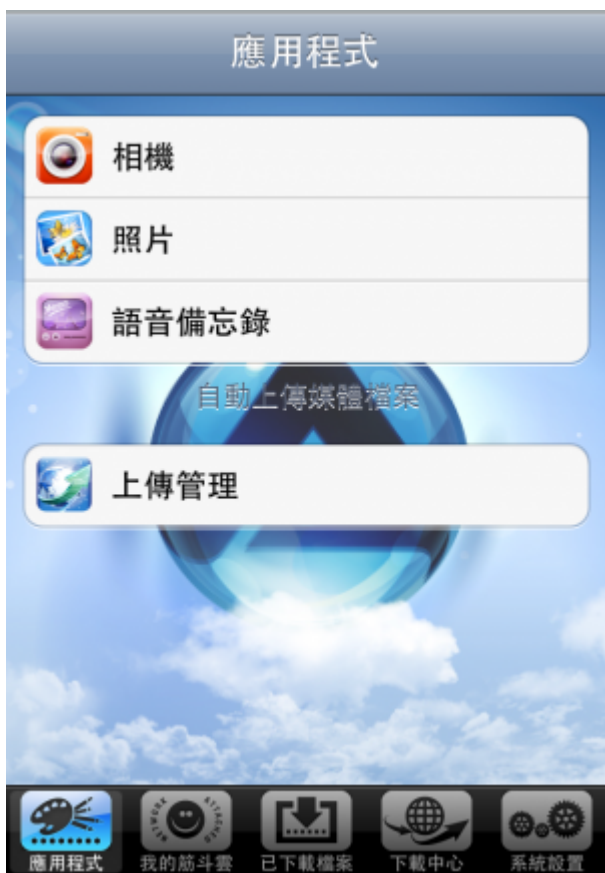 應用程式
相機
照片
語音備忘錄
自動上傳媒體檔案
上傳管理
NETWORK ATTACHED
應用程式
我的筋斗雲
已下載檔案
下載中心
系統設置